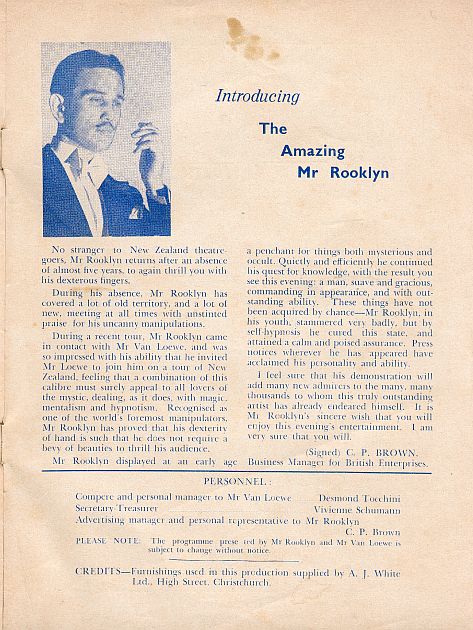 Introducing
The
Amazing
Mr Rooklyn
No stranger to New Zealand theatre-
goers, Mr Rooklyn returns after an absence
of almost five years, to again thrill you with
his dexterous fingers.
During his absence, Mr Rooklyn has
covered a lot of old territory, and a lot of
new, meeting at all times with unstinted
praise for his uncanny manipulations.
During a recent tour, Mr Rooklyn came
in contact with Mr Van Loewe, and was
so impressed with his ability that he invited
Mr Loewe to join him on a tour of New
Zealand, feeling that a combination of this
calibre must surely appeal to all lovers of
the mystic, dealing, as it does, with magic,
mentalism and hypnotism. Recognised as
one of the world's foremost manipulators,
Mr Rooklyn has proved that his dexterity
of hand is such that he does not require a
bevy of beauties to thrill his audience.
Mr Rooklyn displayed at an early age
a penchant for things both mysterious and
occult. Quietly and efficiently he continued
his quest for knowledge, with the result you
see this evening: a man, suave and gracious,
commanding in appearance, and with out-
standing ability. These things have not
been acquired by chance—Mr Rooklyn, in
his youth, stammered very badly, but by
self-hypnosis he cured this state, and
attained a calm and poised assurance. Press
notices wherever he has appeared have
acclaimed his personality and ability.
I feel sure that his demonstration will
add many new admirers to the many, many
thousands to whom this truly outstanding
artist has already endeared himself. It is
Mr Rooklyn's sincere wish that you will
enjoy this evening's entertainment. I am
very sure that you will.
(Signed) C. P. BROWN.
Business Manager for British Enterprises.
PERSONNEL:
Compere and personal manager to Mr Van Loewe Desmond Tocchini
Secretary-Treasurer Vivienne Schumann
Advertising manager and personal representative to Mr Rooklyn
C. P. Brown
PLEASE NOTE: The programme prese ted by Mr Rooklyn and Mr Van Loewe is
subject to change without notice.
CREDITS—Furnishings used in this production supplied by A. J. White
Ltd., High Street, Christchurch.